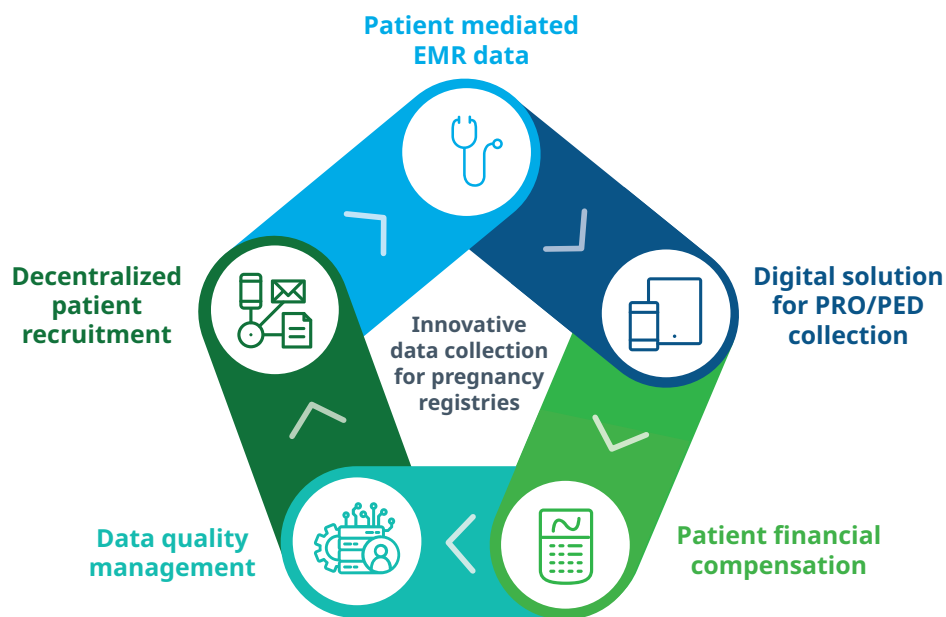 Patient mediated
EMR data
Decentralized
patient
recruitment
Digital solution
for PRO/PED
collection
Innovative
data collection
for pregnancy
registries
Data quality
management
Patient financial
compensation